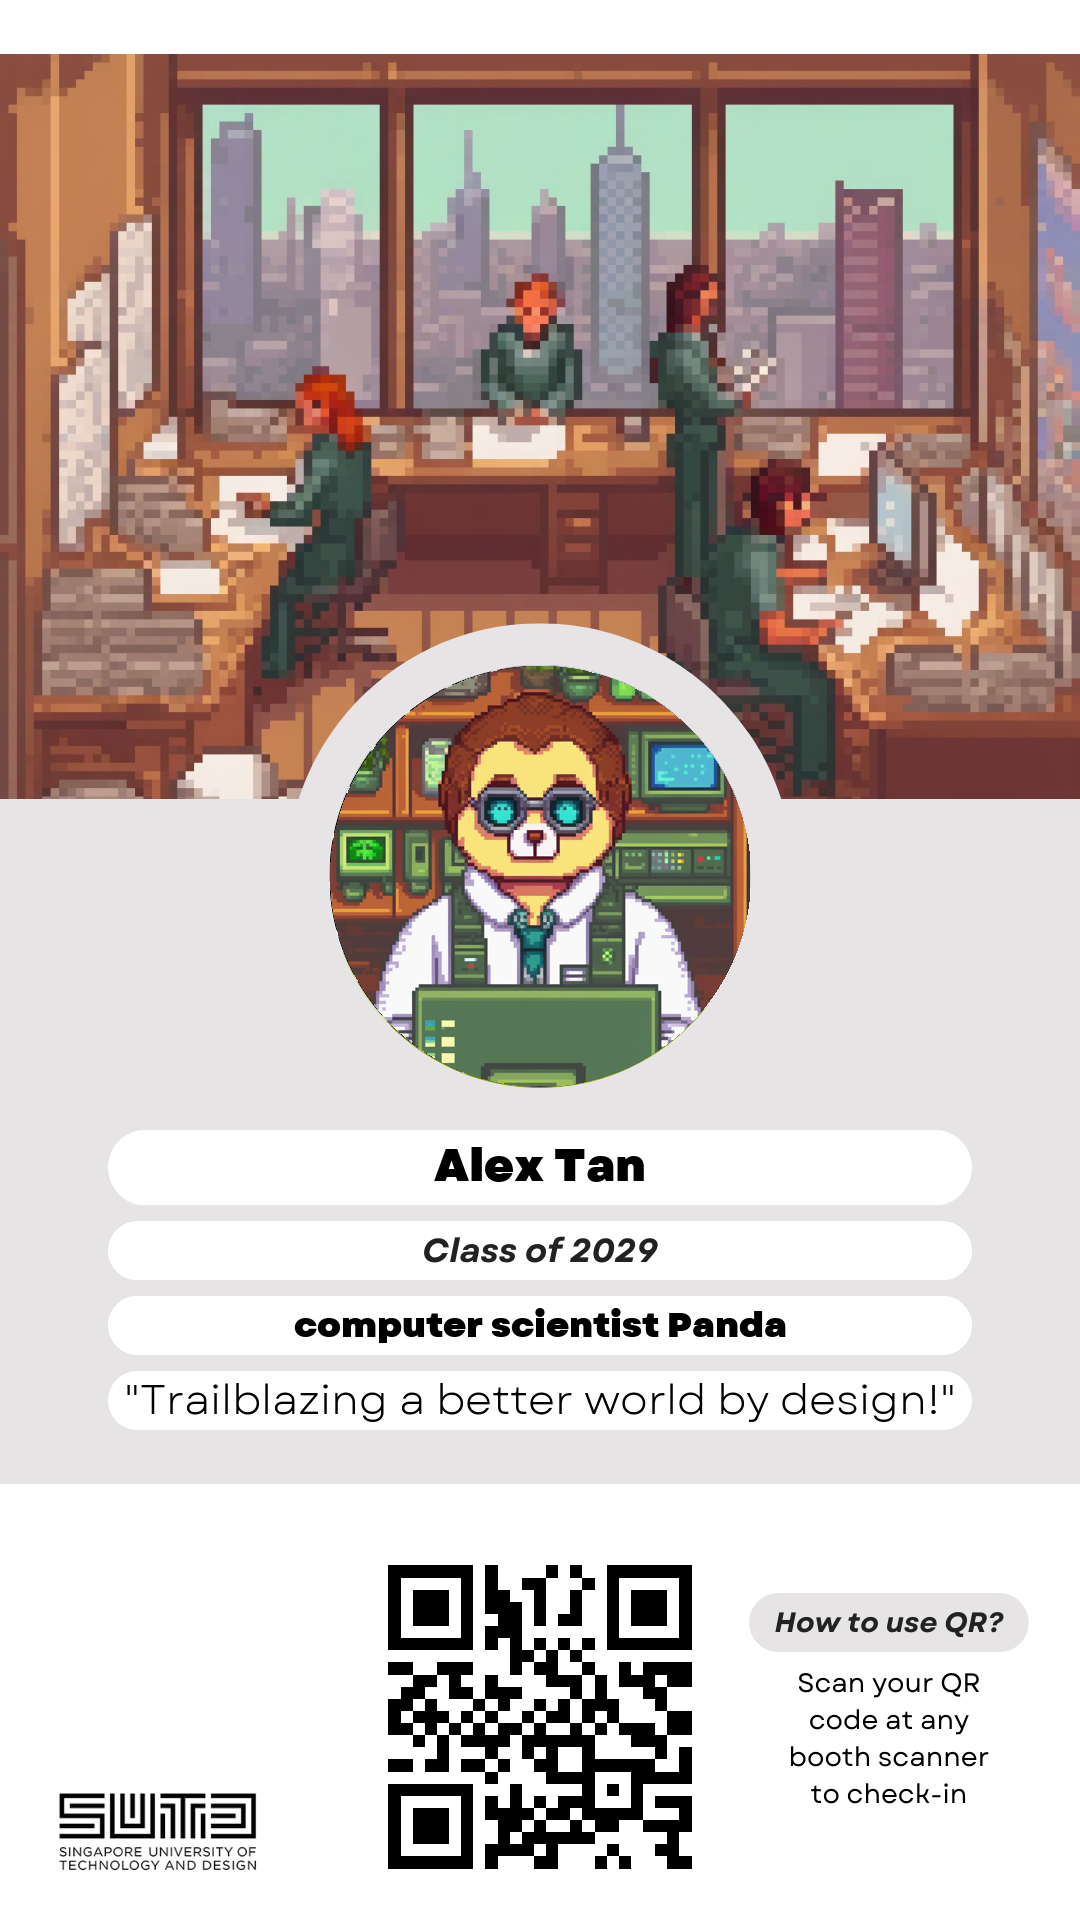 Alex Tan
Class of 2029
computer scientist Panda
"Trailblazing a better world by design!"
How to use QR?
Scan your QR
code at any
booth scanner
to check-in
SUTD
SINGAPORE UNIVERSITY OF
TECHNOLOGY AND DESIGN